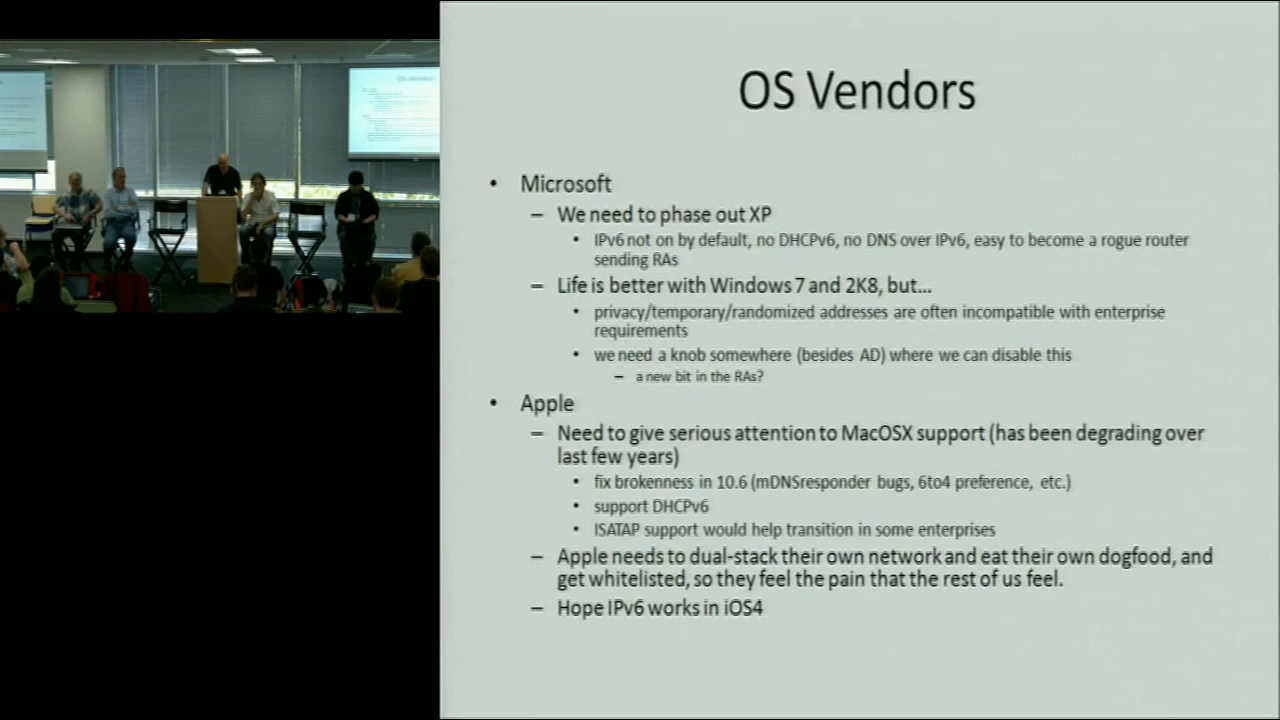 OS Vendors
• Microsoft
– We need to phase out XP
• IPv6 not on by default, no DHCPv6, no DNS over IPv6, easy to become a rogue router
sending RAs
– Life is better with Windows 7 and 2K8, but...
• privacy/temporary/randomized addresses are often incompatible with enterprise
requirements
• we need a knob somewhere (besides AD) where we can disable this
– a new bit in the RAs?
• Apple
– Need to give serious attention to MacOSX support (has been degrading over
last few years)
• fix brokenness in 10.6 (mDNSresponder bugs, 6to4 preference, etc.)
• support DHCPv6
• ISATAP support would help transition in some enterprises
– Apple needs to dual-stack their own network and eat their own dogfood, and
get whitelisted, so they feel the pain that the rest of us feel.
– Hope IPv6 works in iOS4